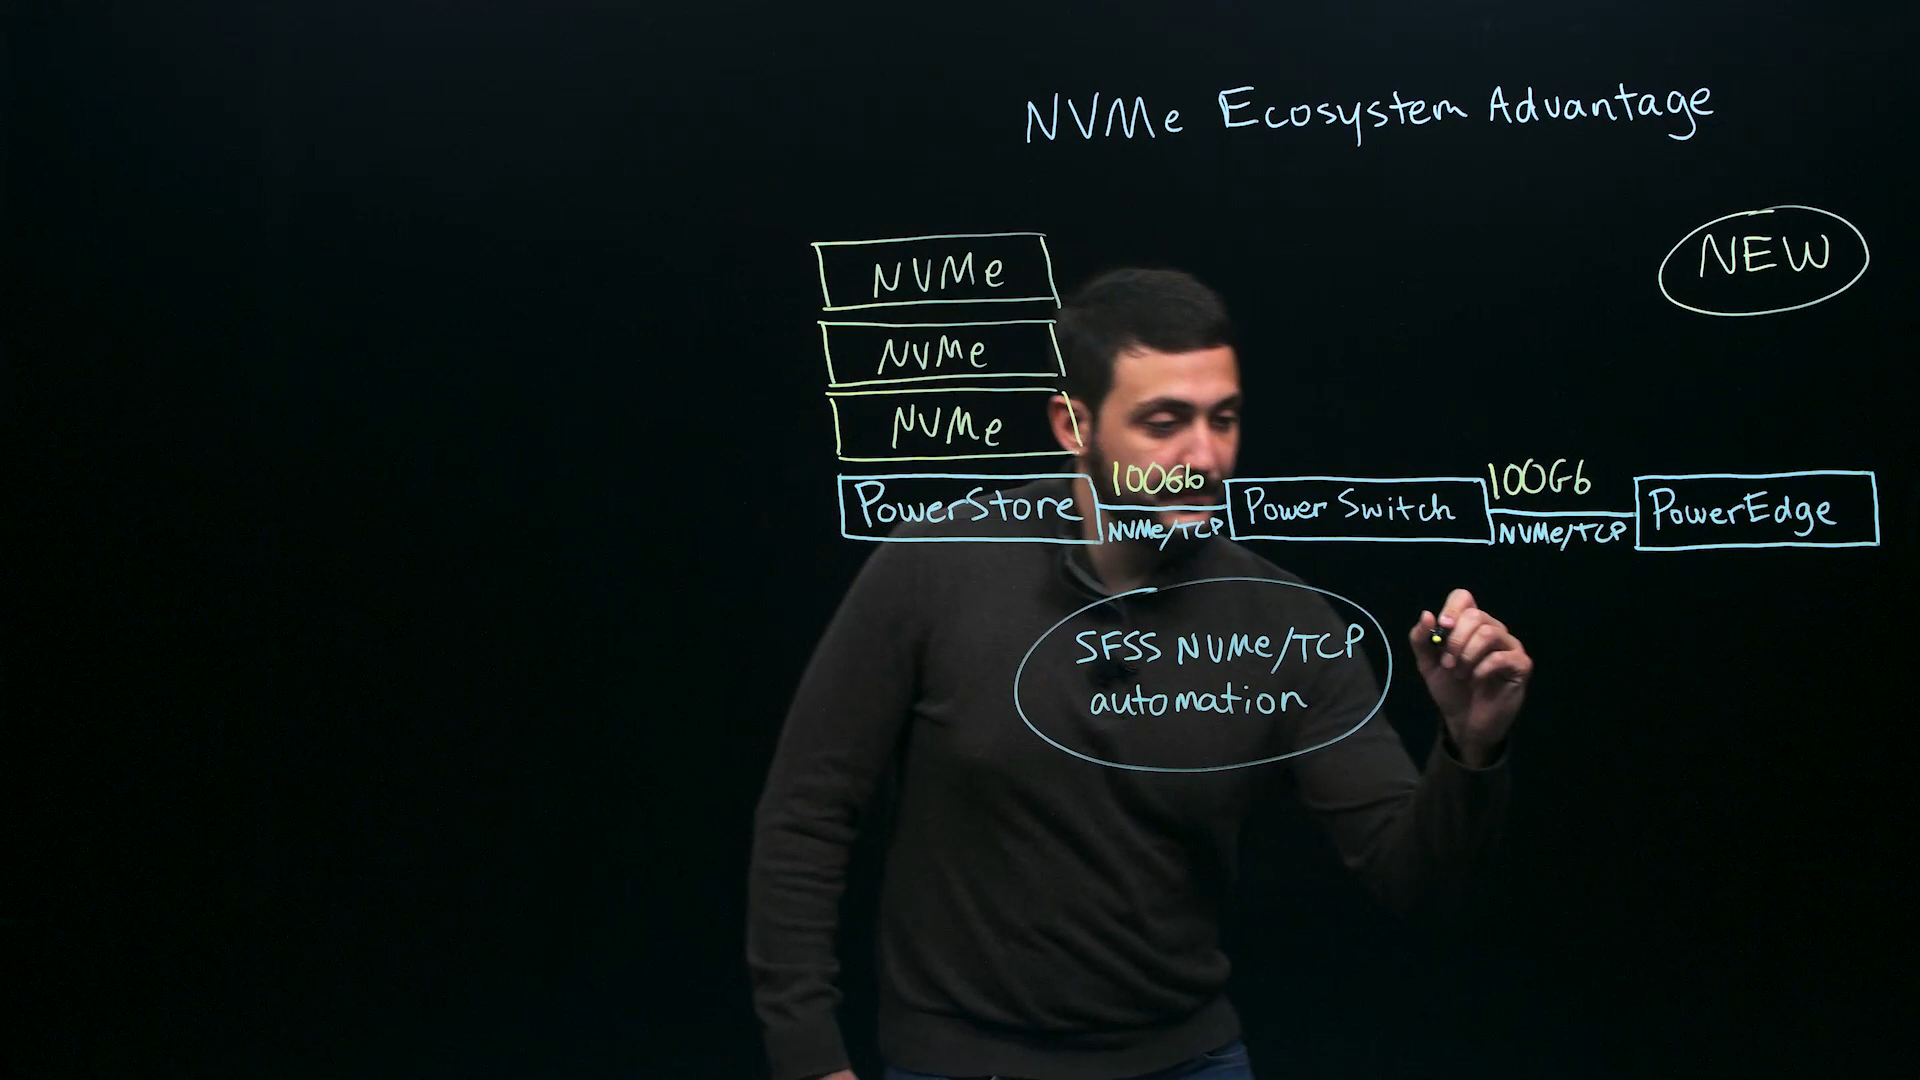 NVMe Ecosystem Advantage
NEW
NVMe
NVMe
NVMe
PowerStore
100Gb
NVMe/TCP
Power Switch
100Gb
NVMe/TCP
PowerEdge
SFSS NVMe/TCP
automation